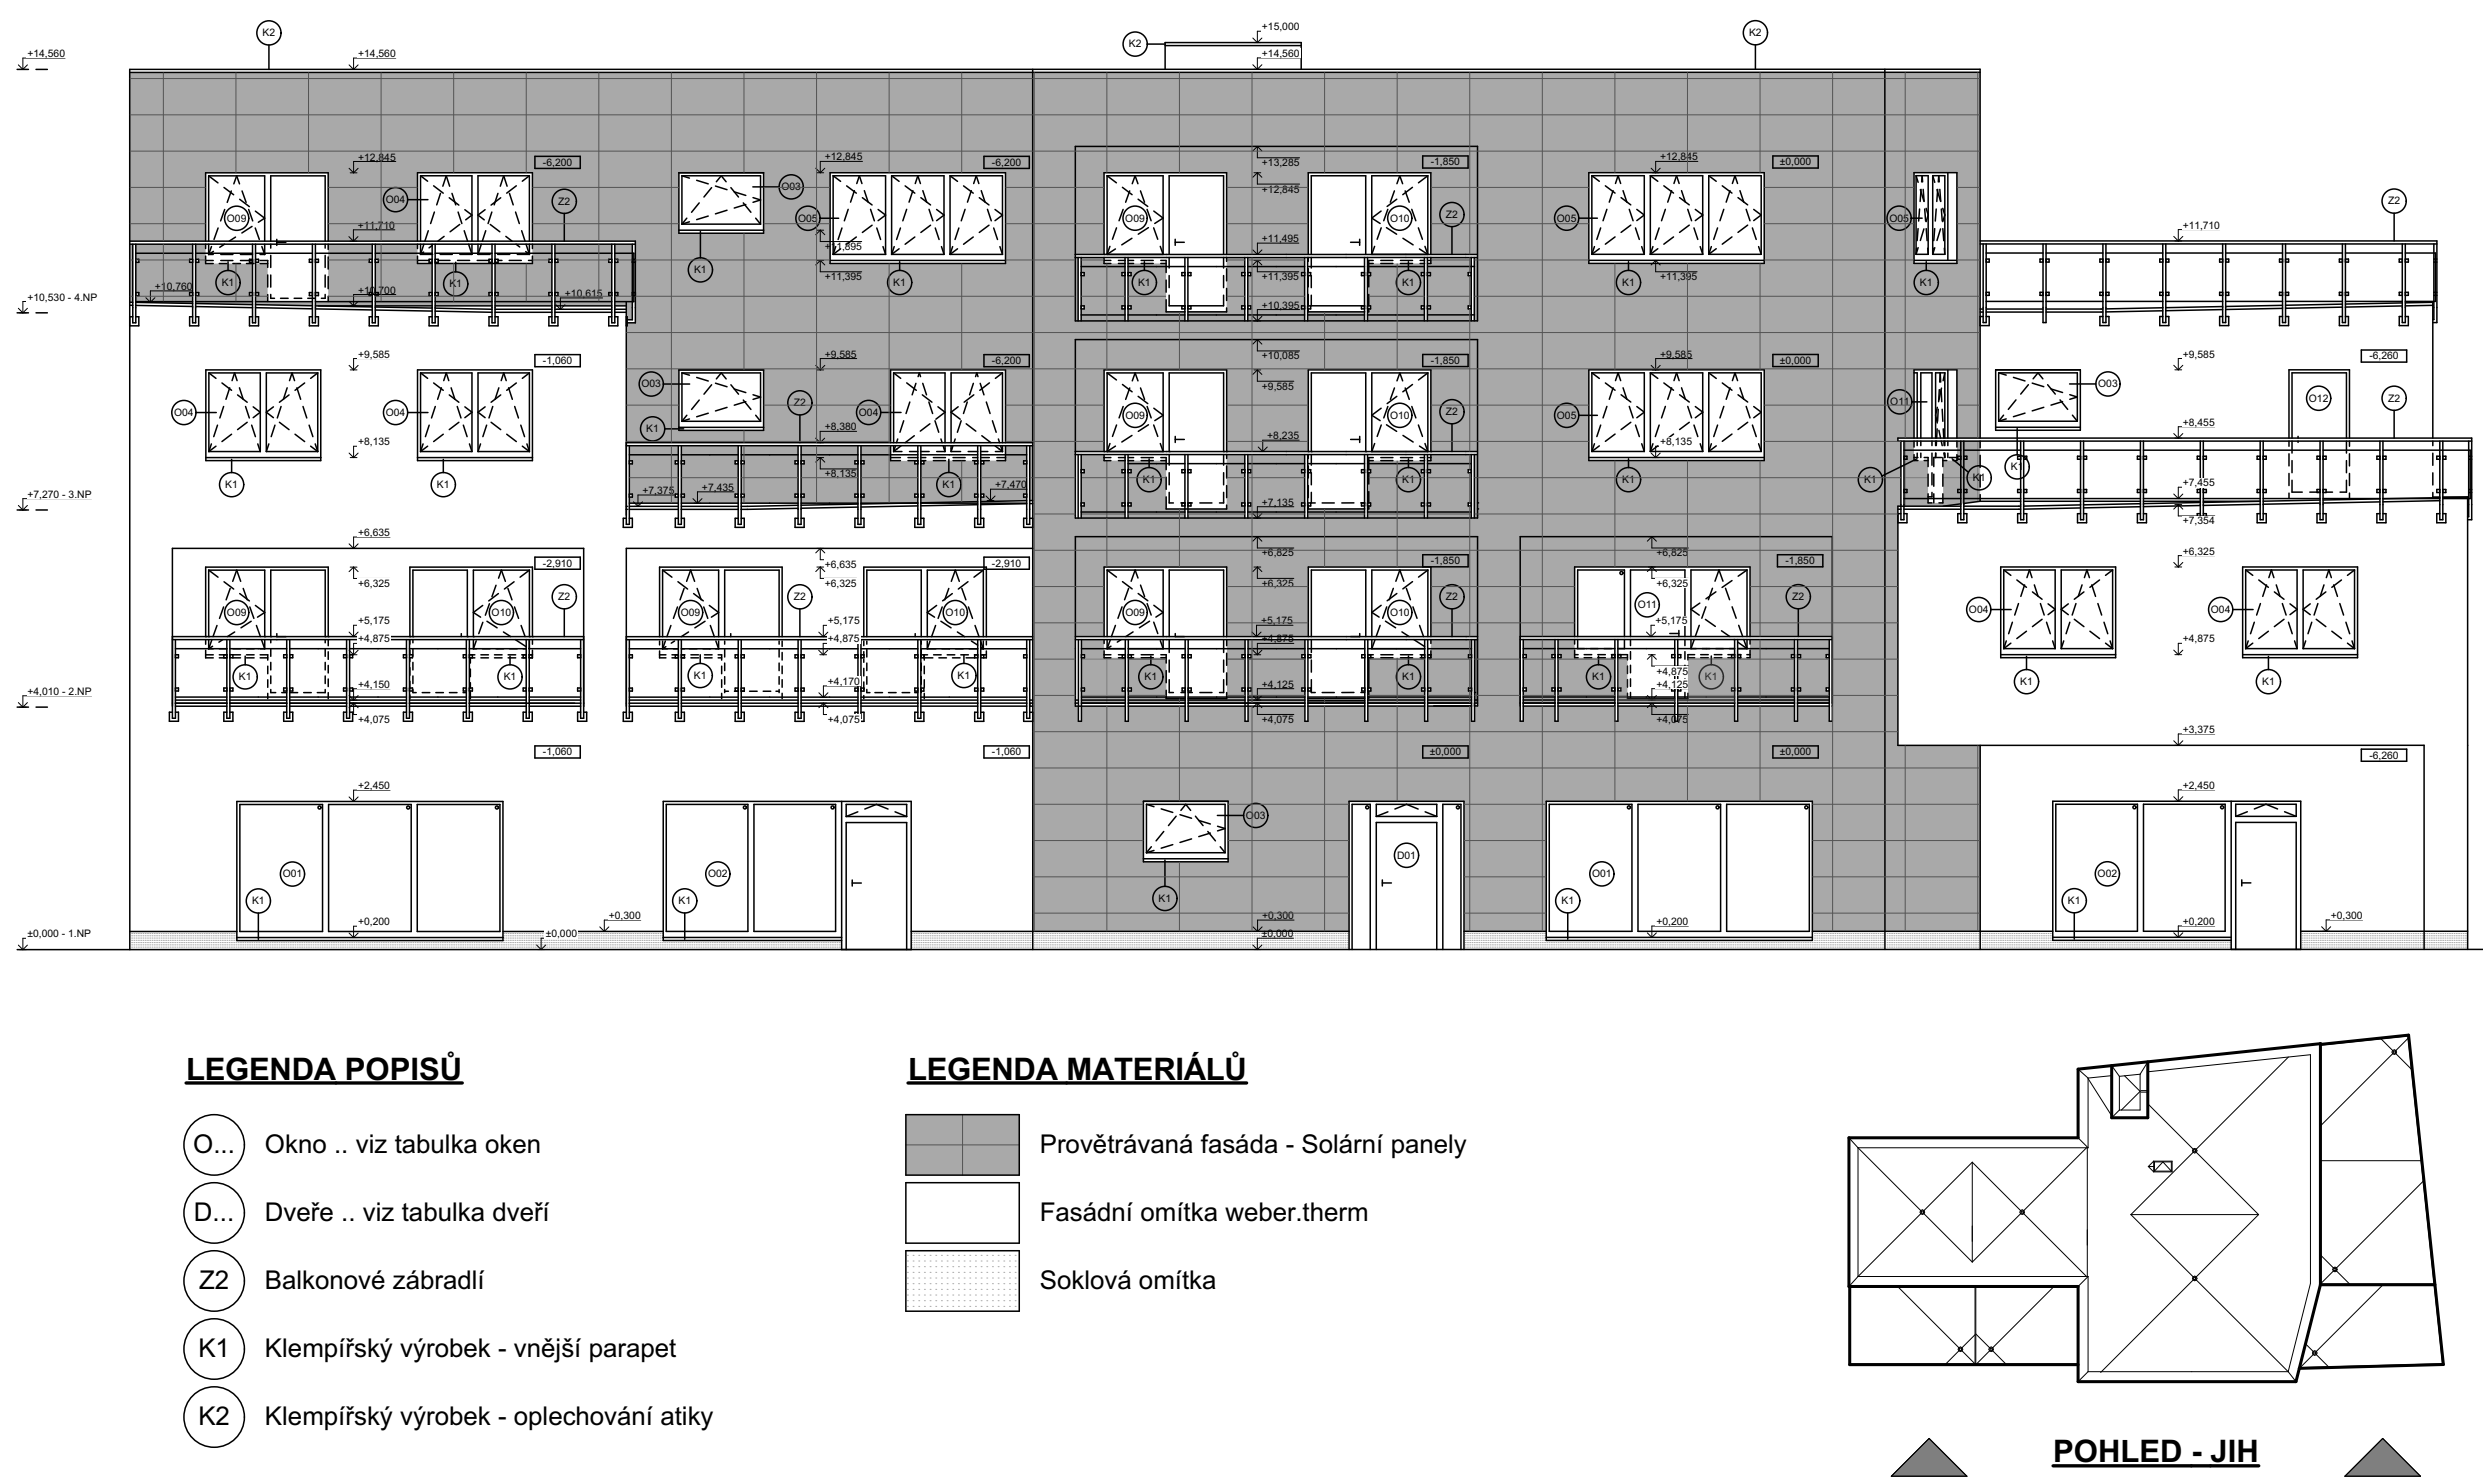 K2
K2
K2
+15,000
+14,560
+14,560
+14,560
+12,845
-6,200
+12,845
-6,200
+13,285
-1,850
+12,845
±0,000
+12,845
O09
O04
Z2
O03
O05
O09
O10
Z2
O05
O05
Z2
+11,710
+11,895
+11,495
+11,710
K1
K1
K1
+11,395
K1
K1
+11,395
K1
+11,395
K1
K1
+10,530 - 4.NP
+10,760
+10,700
+10,615
+10,395
+9,585
-1,060
+9,585
-6,200
+10,085
-1,850
+9,585
+9,585
±0,000
+9,585
-6,260
O04
O04
O03
Z2
O04
O09
O10
Z2
O05
O11
O03
O12
Z2
+8,135
K1
+8,380
+8,235
+8,135
+8,455
K1
K1
+8,135
K1
K1
K1
K1
K1
K1
K1
+7,270 - 3.NP
+7,375
+7,435
+7,470
+7,135
+7,455
+7,354
+6,635
-2,910
+6,325
+6,635
-2,910
+6,325
+6,825
-1,850
+6,325
+6,825
-1,850
+6,325
+6,325
O09
O10
Z2
O09
Z2
O10
O09
O10
Z2
O11
Z2
O04
O04
+5,175
+4,875
+5,175
+4,875
+5,175
+4,875
+5,175
+4,875
+4,875
K1
K1
K1
K1
K1
K1
K1
K1
K1
K1
+4,010 - 2.NP
+4,150
+4,075
+4,170
+4,075
+4,125
+4,075
+4,125
+4,075
-1,060
-1,060
±0,000
±0,000
+3,375
-6,260
+2,450
+2,450
O03
D01
O01
O02
O01
O02
K1
K1
K1
K1
K1
±0,000 - 1.NP
+0,200
±0,000
+0,300
+0,300
±0,000
+0,200
+0,200
+0,300
LEGENDA POPISŮ
O...
Okno .. viz tabulka oken
D...
Dveře .. viz tabulka dveří
Z2
Balkonové zábradlí
K1
Klempířský výrobek - vnější parapet
K2
Klempířský výrobek - oplechování atiky
LEGENDA MATERIÁLŮ
Provětrávaná fasáda - Solární panely
Fasádní omítka weber.therm
Soklová omítka
POHLED - JIH